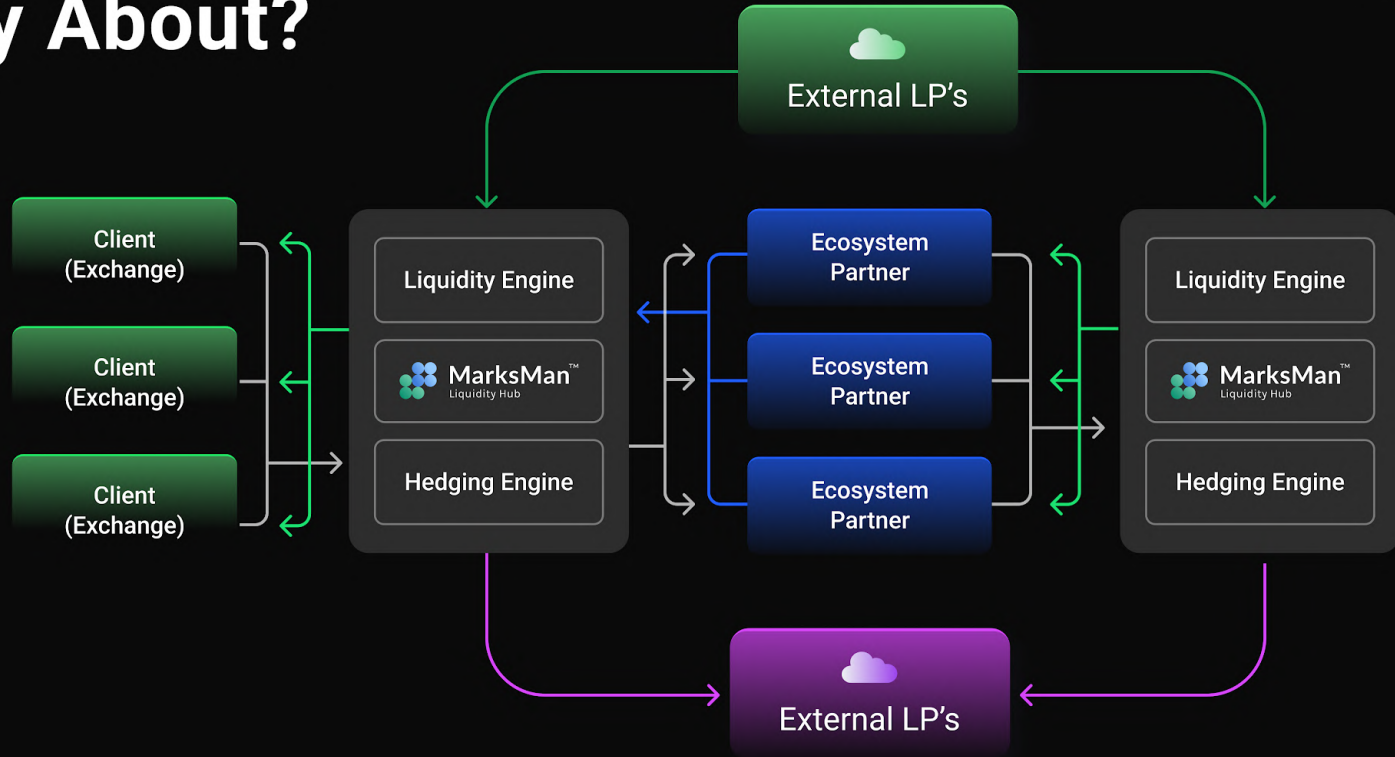 y About?
External LP’s
Client
(Exchange)
Client
(Exchange)
Client
(Exchange)
Liquidity Engine
MarksMan™
Liquidity Hub
Hedging Engine
Ecosystem
Partner
Ecosystem
Partner
Ecosystem
Partner
Liquidity Engine
MarksMan™
Liquidity Hub
Hedging Engine
External LP’s